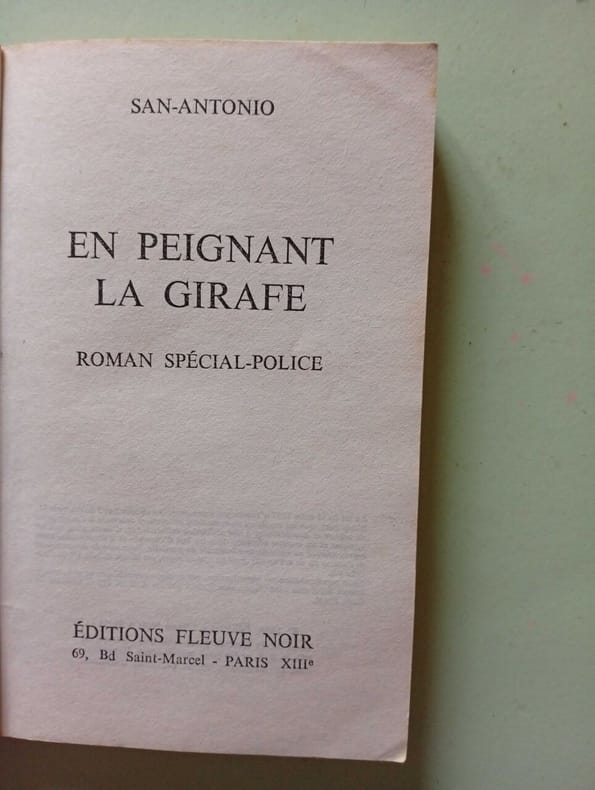 SAN-ANTONIO
EN PEIGNANT
LA GIRAFE
ROMAN SPÉCIAL-POLICE
ÉDITIONS FLEUVE NOIR
69, Bd Saint-Marcel - PARIS XIIIe